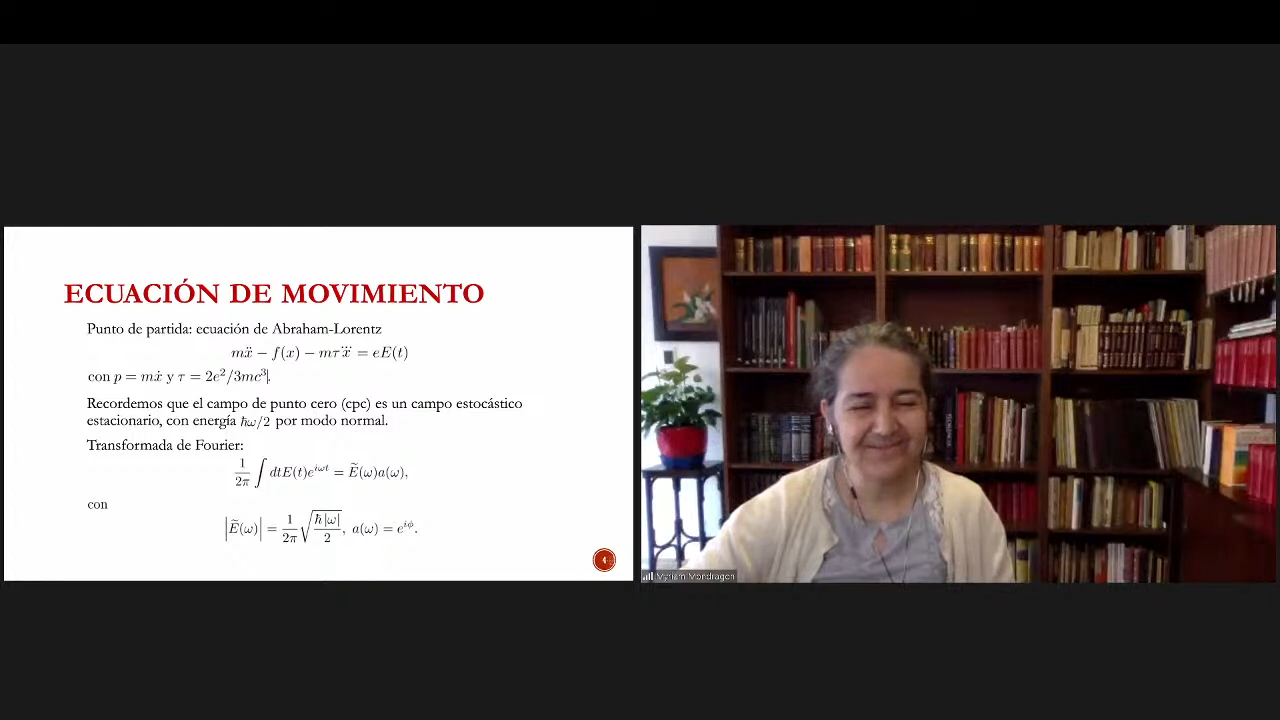 ECUACIÓN DE MOVIMIENTO
Punto de partida: ecuación de Abraham-Lorentz
mẍ − f(x) − mτ x⃛ = eE(t)
con p = mẋ y τ = 2e²/3mc³.
Recordemos que el campo de punto cero (cpc) es un campo estocástico
estacionario, con energía ℏω/2 por modo normal.
Transformada de Fourier:
1/2π ∫ dtE(t)e^{iωt} = Ẽ(ω)a(ω),
con
|Ẽ(ω)| = 1/2π √(ℏ|ω|/2), a(ω) = e^{iφ}.
4
Myriam Mondragon